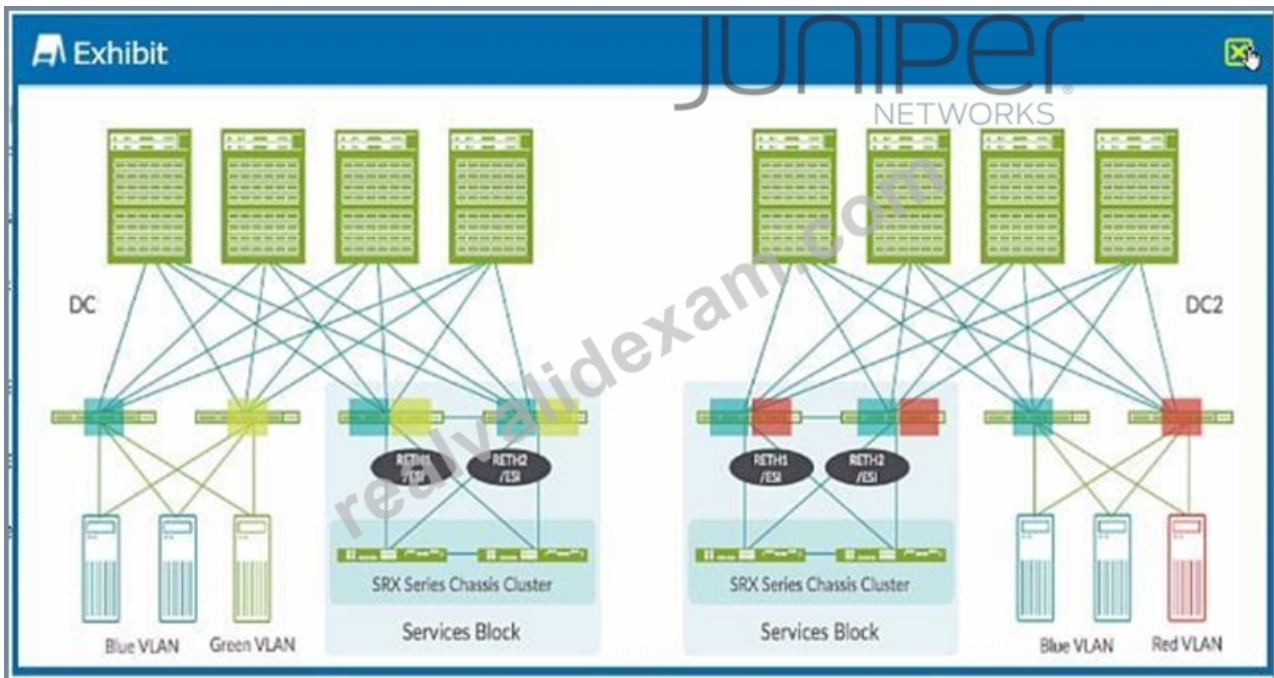 Exhibit
JUNIPER
NETWORKS
realvalidexam.com
DC
DC2
RETH1
/ESI
RETH2
/ESI
RETH1
/ESI
RETH2
/ESI
SRX Series Chassis Cluster
SRX Series Chassis Cluster
Services Block
Services Block
Blue VLAN
Green VLAN
Blue VLAN
Red VLAN